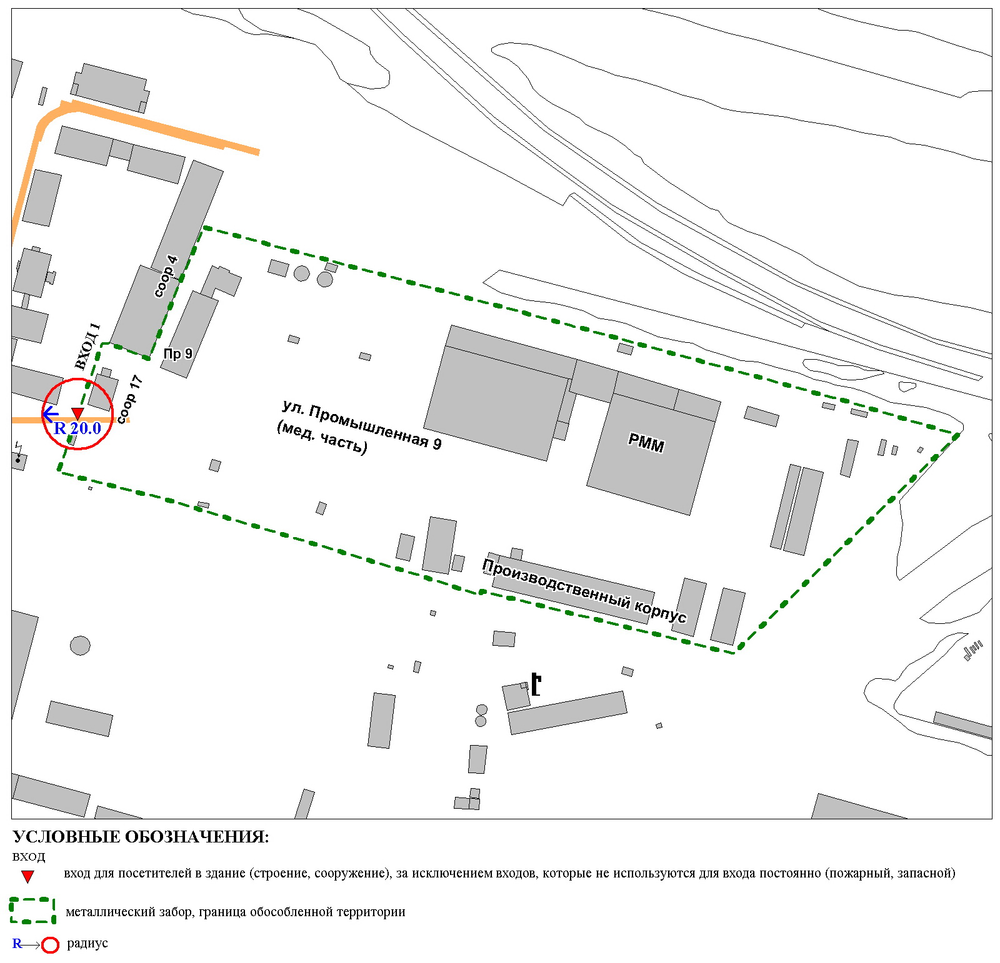 соор 4
ВХОД 1
Пр 9
соор 17
R 20.0
ул. Промышленная 9
(мед. часть)
РММ
Производственный корпус
УСЛОВНЫЕ ОБОЗНАЧЕНИЯ:
ВХОД
вход для посетителей в здание (строение, сооружение), за исключением входов, которые не используются для входа постоянно (пожарный, запасной)
металлический забор, граница обособленной территории
R
радиус